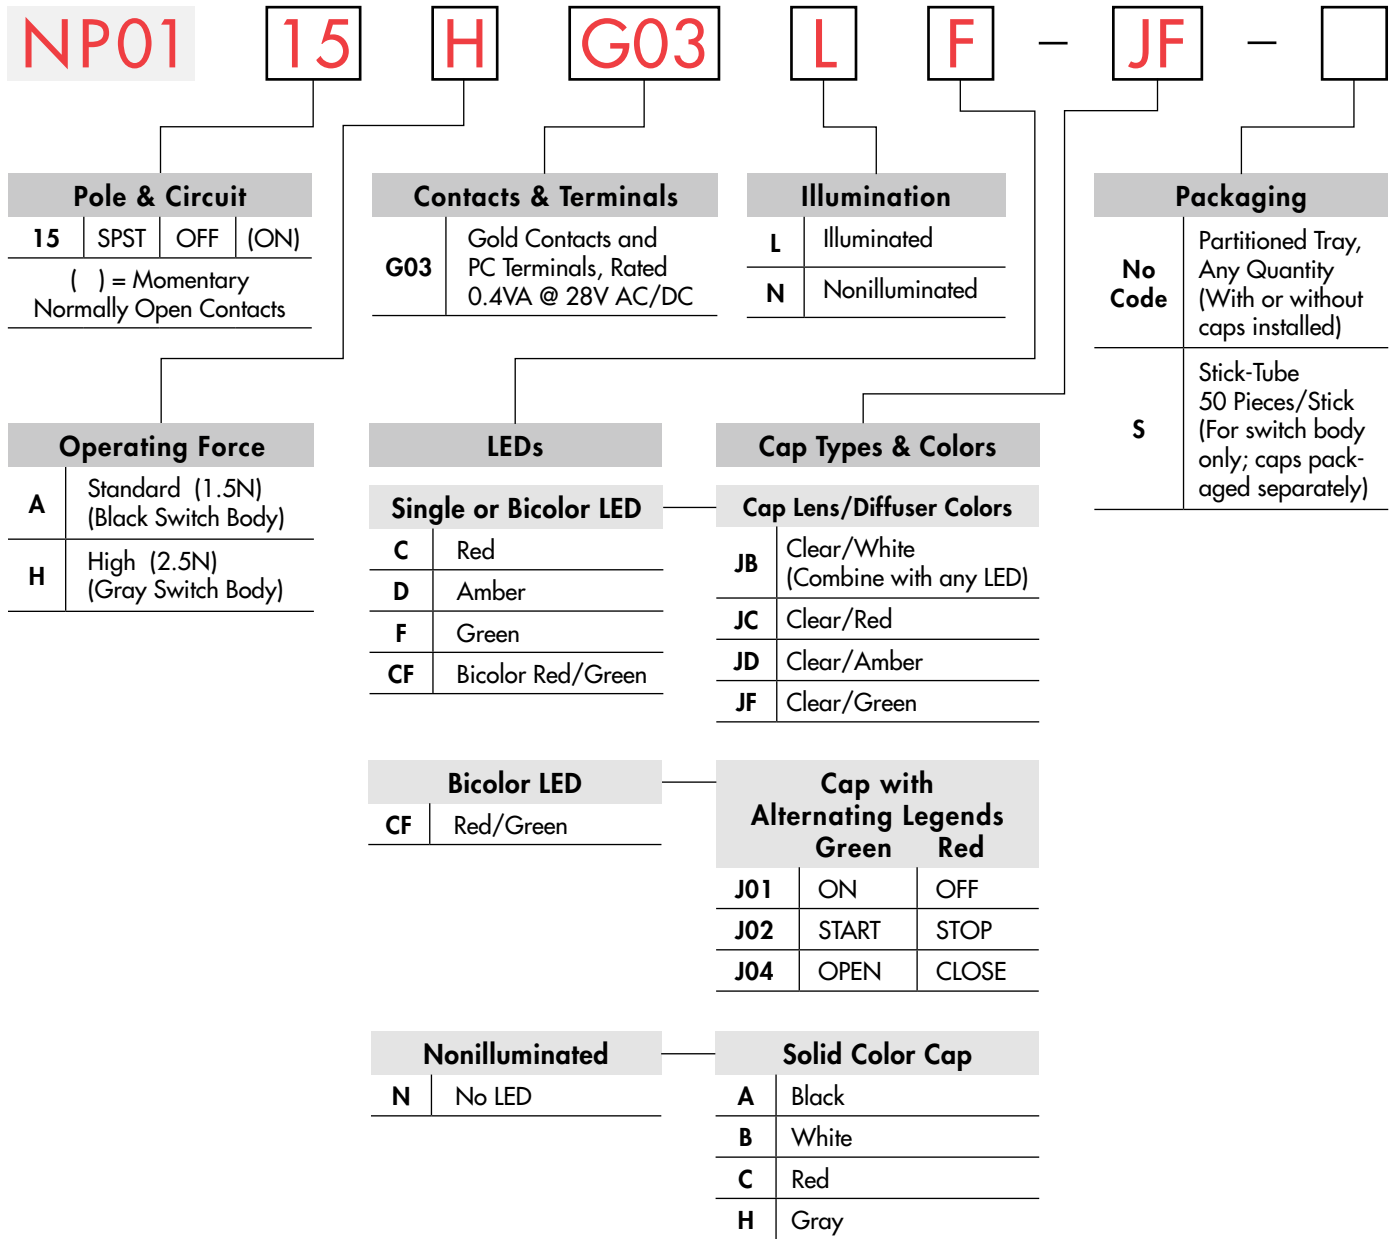 NP01 15 H G03 L F – JF –
Pole & Circuit
15 SPST OFF (ON)
( ) = Momentary
Normally Open Contacts
Contacts & Terminals
G03 Gold Contacts and
PC Terminals, Rated
0.4VA @ 28V AC/DC
Illumination
L Illuminated
N Nonilluminated
Packaging
No
Code
Partitioned Tray,
Any Quantity
(With or without
caps installed)
S
Stick-Tube
50 Pieces/Stick
(For switch body
only; caps pack-
aged separately)
Operating Force
A Standard (1.5N)
(Black Switch Body)
H High (2.5N)
(Gray Switch Body)
LEDs
Single or Bicolor LED
C Red
D Amber
F Green
CF Bicolor Red/Green
Cap Types & Colors
Cap Lens/Diffuser Colors
JB Clear/White
(Combine with any LED)
JC Clear/Red
JD Clear/Amber
JF Clear/Green
Bicolor LED
CF Red/Green
Cap with
Alternating Legends
Green Red
J01 ON OFF
J02 START STOP
J04 OPEN CLOSE
Nonilluminated
N No LED
Solid Color Cap
A Black
B White
C Red
H Gray